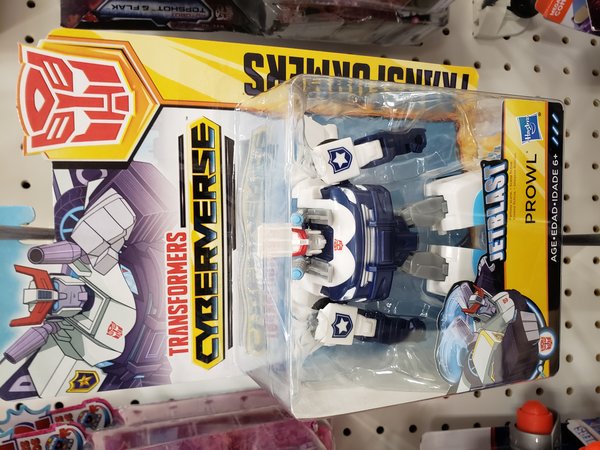 TRANSFORMERS
TRANSFORMERS
CYBERVERSE
Hasbro
JETBLAST
PROWL
AGE•EDAD•IDADE 6+
TOPSHOT & FLAK